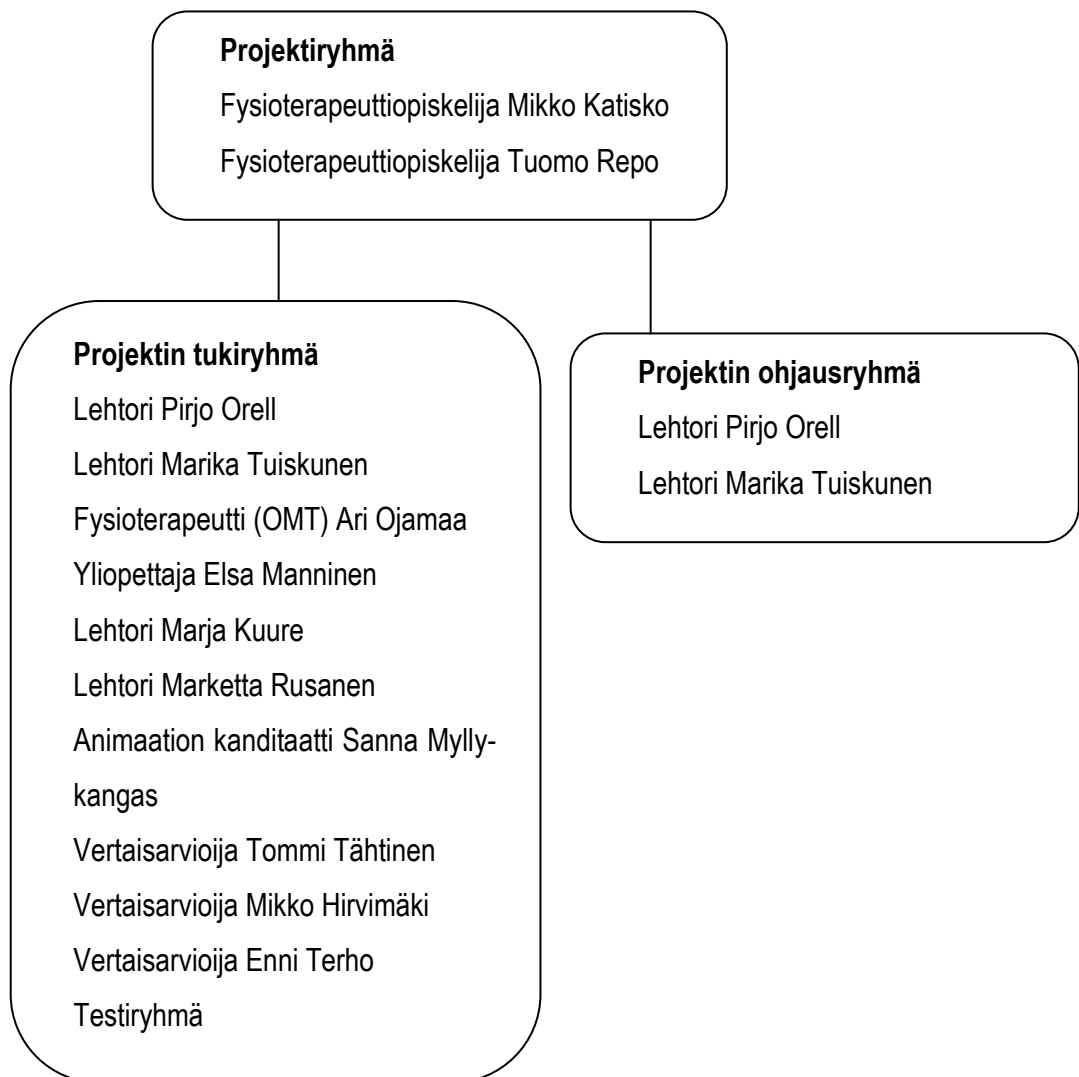 Projektiryhmä
Fysioterapeuttiopiskelija Mikko Katisko
Fysioterapeuttiopiskelija Tuomo Repo
Projektin tukiryhmä
Lehtori Pirjo Orell
Lehtori Marika Tuiskunen
Fysioterapeutti (OMT) Ari Ojamaa
Yliopettaja Elsa Manninen
Lehtori Marja Kuure
Lehtori Marketta Rusanen
Animaation kanditaatti Sanna Mylly-
kangas
Vertaisarvioija Tommi Tähtinen
Vertaisarvioija Mikko Hirvimäki
Vertaisarvioija Enni Terho
Testiryhmä
Projektin ohjausryhmä
Lehtori Pirjo Orell
Lehtori Marika Tuiskunen